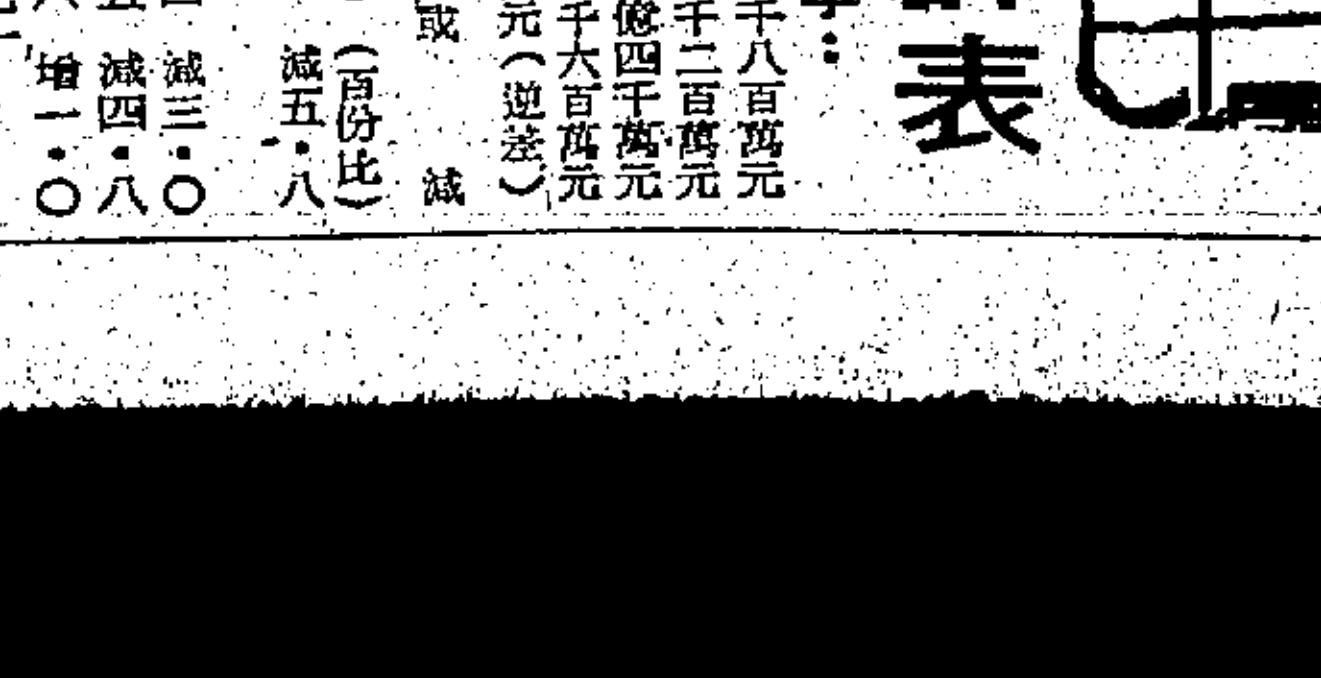 表
千八百萬元
千二百萬元
億四千萬元
千六百萬元
元（逆差）
或　減
（百份比）
減五・八
減三・〇
減四・八
增一・〇